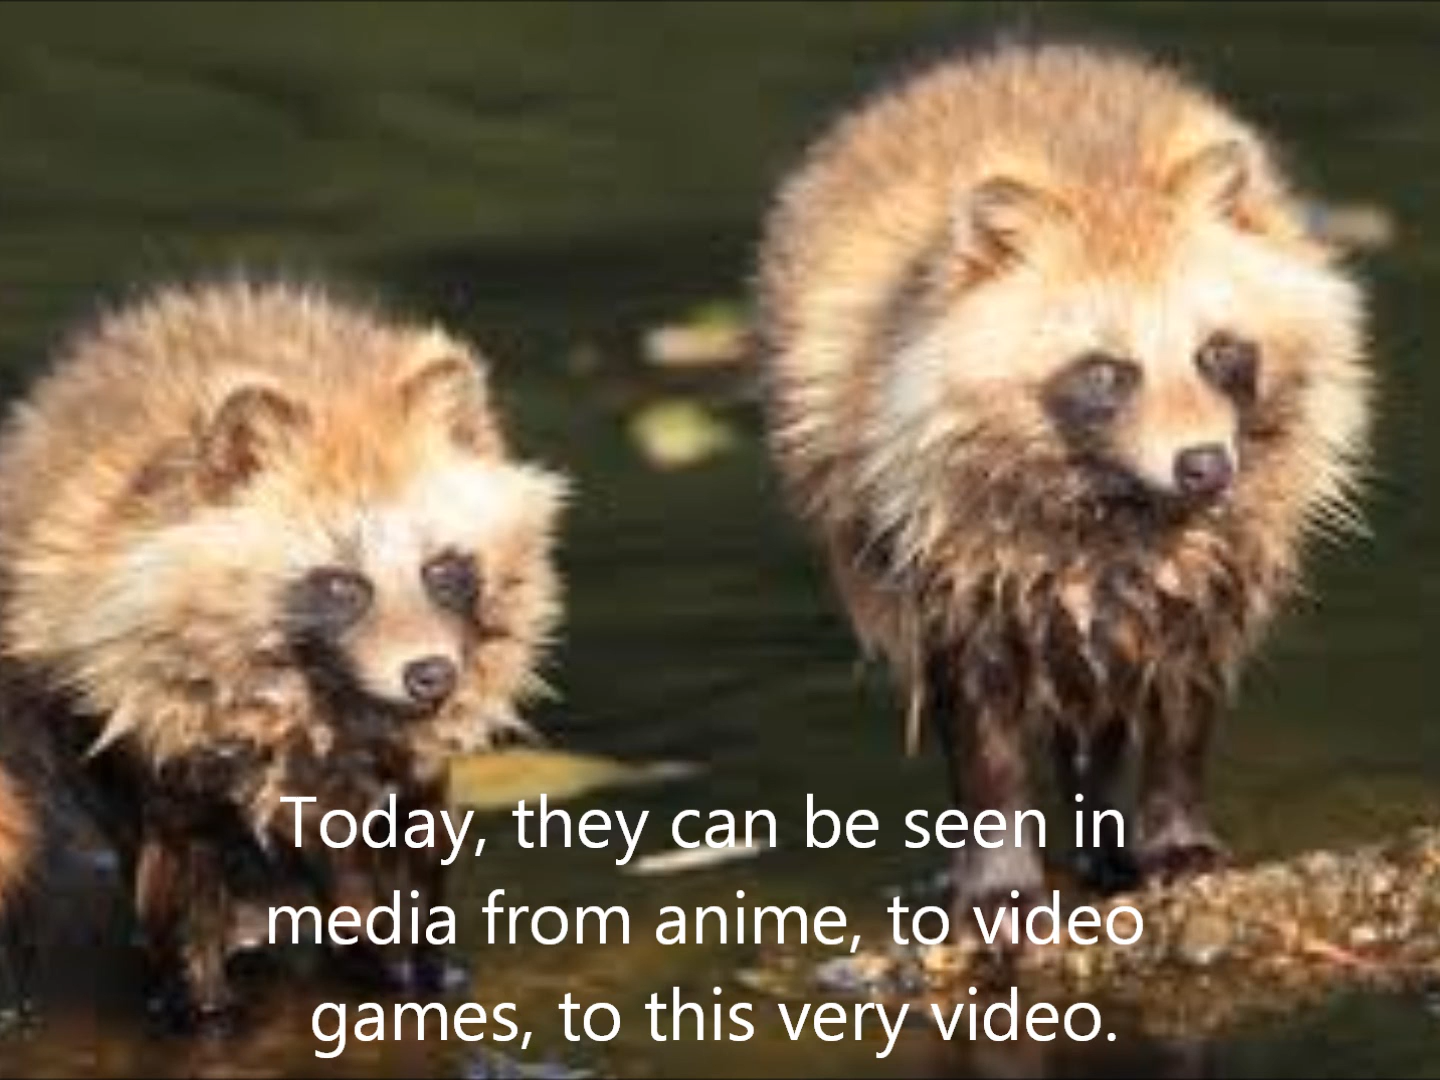 Today, they can be seen in
media from anime, to video
games, to this very video.